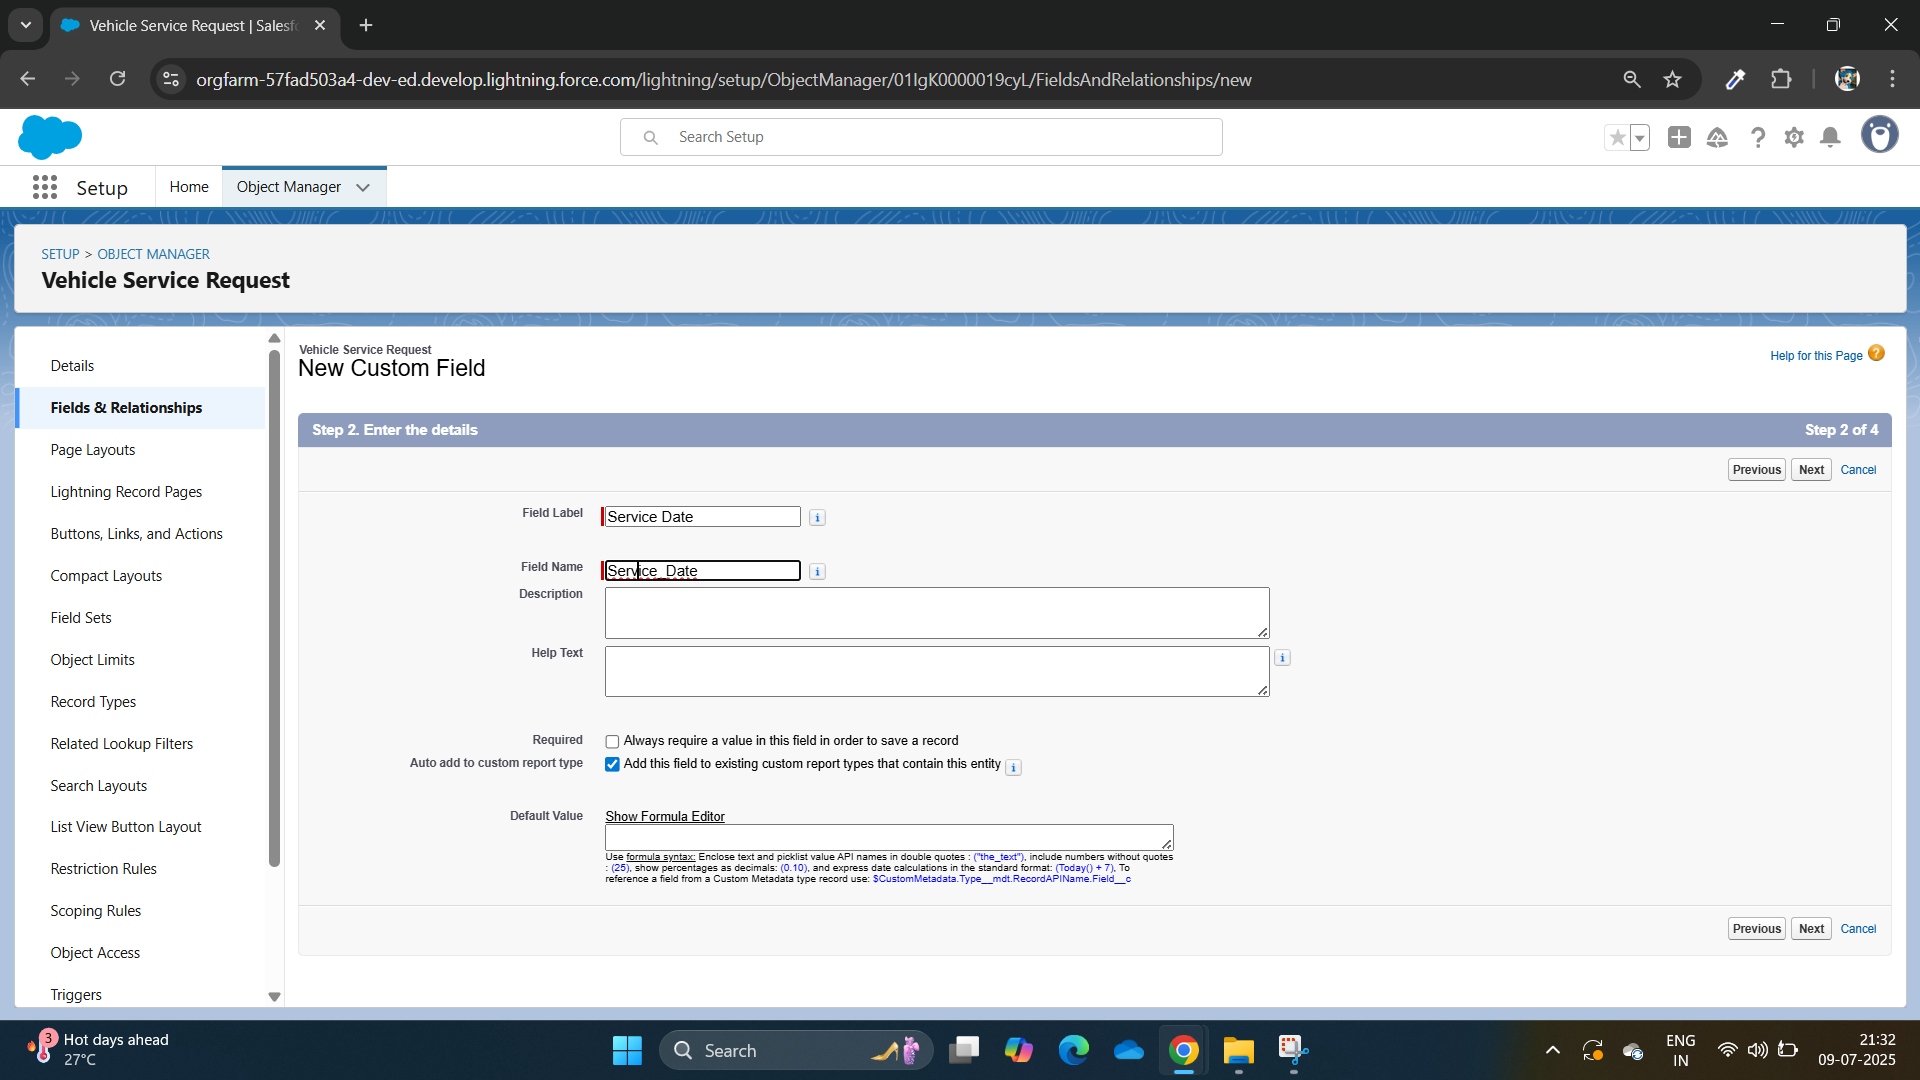 Vehicle Service Request | Salesf
orgfarm-57fad503a4-dev-ed.develop.lightning.force.com/lightning/setup/ObjectManager/01IgK0000019cyL/FieldsAndRelationships/new
Search Setup
Setup
Home
Object Manager
SETUP > OBJECT MANAGER
Vehicle Service Request
Details
Fields & Relationships
Page Layouts
Lightning Record Pages
Buttons, Links, and Actions
Compact Layouts
Field Sets
Object Limits
Record Types
Related Lookup Filters
Search Layouts
List View Button Layout
Restriction Rules
Scoping Rules
Object Access
Triggers
Vehicle Service Request
New Custom Field
Help for this Page
Step 2. Enter the details
Step 2 of 4
Previous Next Cancel
Field Label Service Date
Field Name Service_Date
Description
Help Text
Required Always require a value in this field in order to save a record
Auto add to custom report type Add this field to existing custom report types that contain this entity
Default Value Show Formula Editor
Use formula syntax: Enclose text and picklist value API names in double quotes : ("the_text"), include numbers without quotes
: (25), show percentages as decimals: (0.10), and express date calculations in the standard format: (Today() + 7), To
reference a field from a Custom Metadata type record use: $CustomMetadata.Type__mdt.RecordAPIName.Field__c
Previous Next Cancel
3
Hot days ahead
27°C
Search
ENG
IN
21:32
09-07-2025